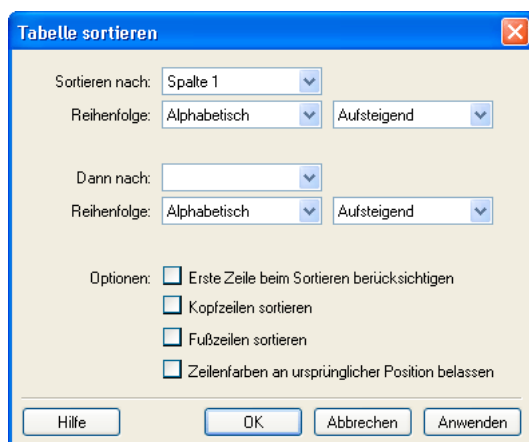 Tabelle sortieren
Sortieren nach: Spalte 1
Reihenfolge: Alphabetisch Aufsteigend
Dann nach:
Reihenfolge: Alphabetisch Aufsteigend
Optionen: Erste Zeile beim Sortieren berücksichtigen
Kopfzeilen sortieren
Fußzeilen sortieren
Zeilenfarben an ursprünglicher Position belassen
Hilfe OK Abbrechen Anwenden